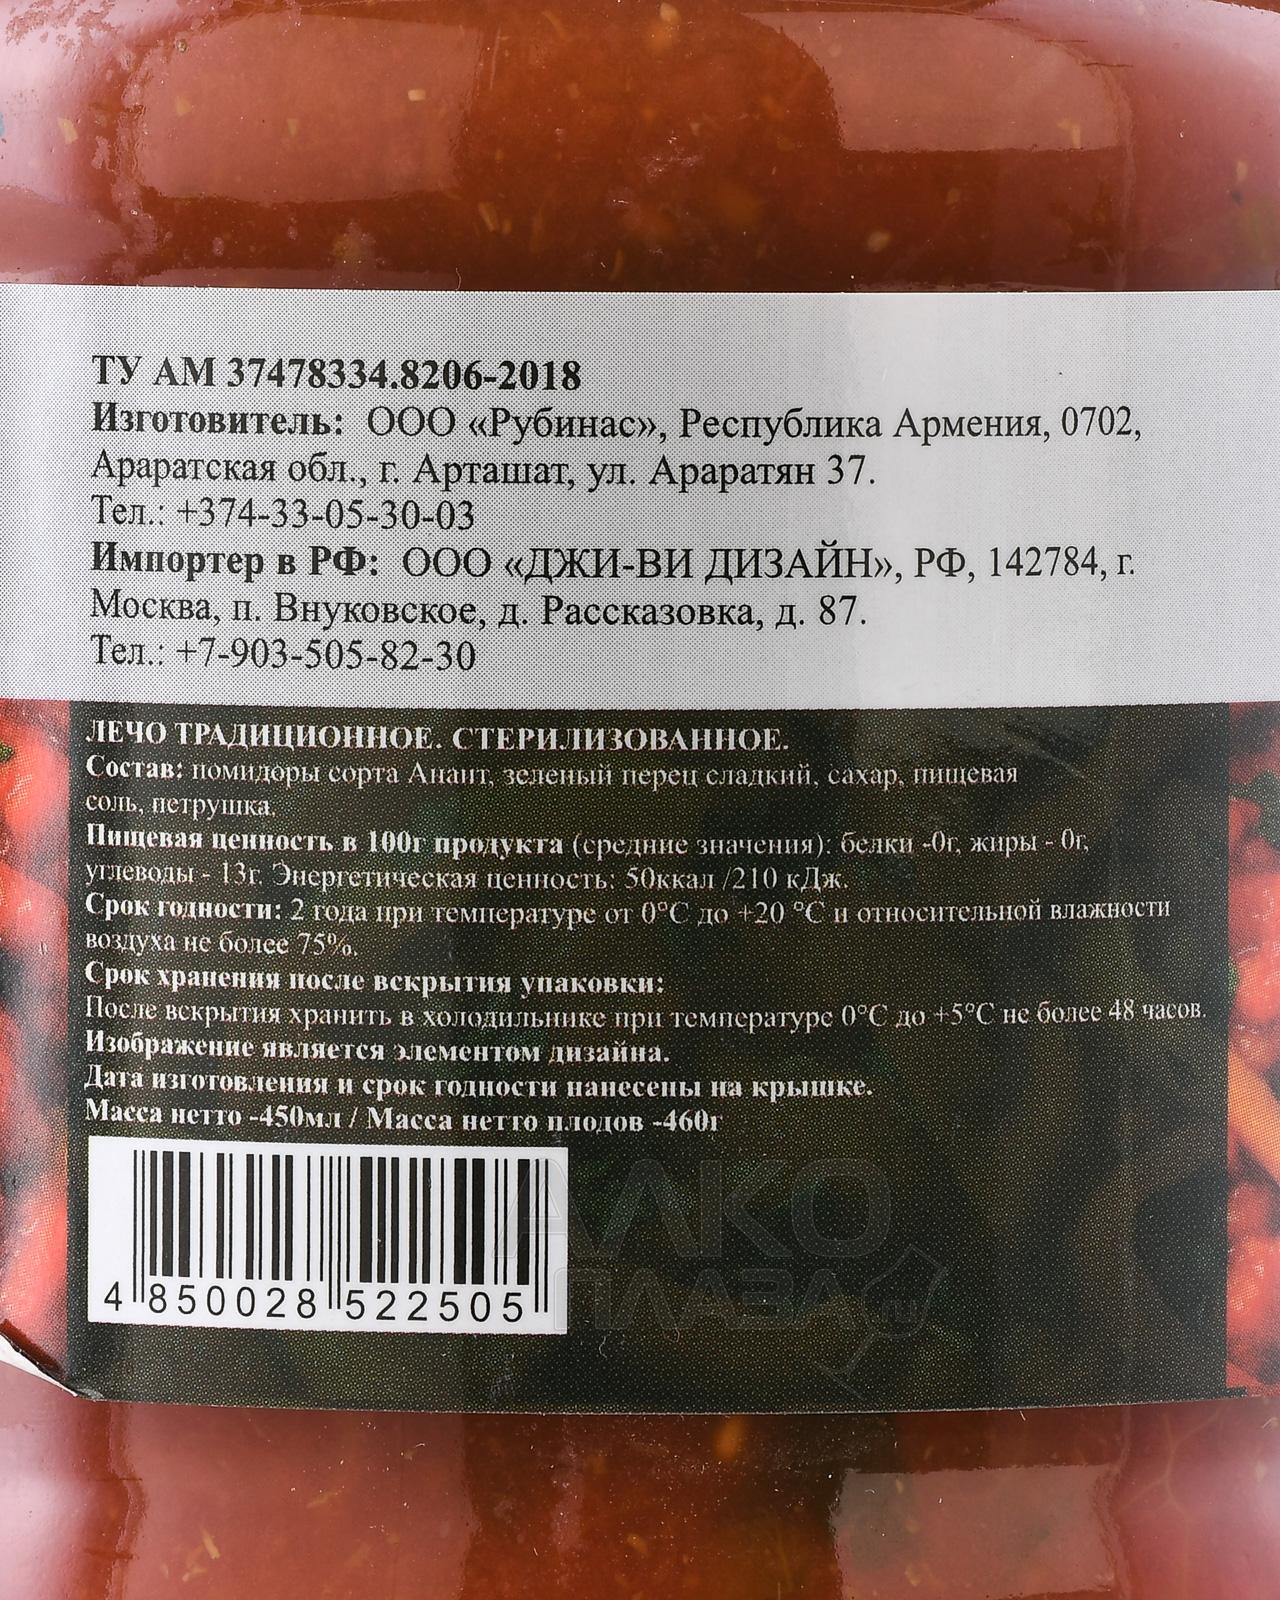 ТУ АМ 37478334.8206-2018
Изготовитель: ООО «Рубинас», Республика Армения, 0702,
Араратская обл., г. Арташат, ул. Араратян 37.
Тел.: +374-33-05-30-03
Импортер в РФ: ООО «ДЖИ-ВИ ДИЗАЙН», РФ, 142784, г.
Москва, п. Внуковское, д. Рассказовка, д. 87.
Тел.: +7-903-505-82-30
ЛЕЧО ТРАДИЦИОННОЕ. СТЕРИЛИЗОВАННОЕ.
Состав: помидоры сорта Анаит, зеленый перец сладкий, сахар, пищевая
соль, петрушка.
Пищевая ценность в 100г продукта (средние значения): белки -0г, жиры - 0г,
углеводы - 13г. Энергетическая ценность: 50ккал /210 кДж.
Срок годности: 2 года при температуре от 0°С до +20 °С и относительной влажности
воздуха не более 75%.
Срок хранения после вскрытия упаковки:
После вскрытия хранить в холодильнике при температуре 0°С до +5°С не более 48 часов.
Изображение является элементом дизайна.
Дата изготовления и срок годности нанесены на крышке.
Масса нетто -450мл / Масса нетто плодов -460г
4 850028 522505
АЛКО
ПЛАЗА.ru